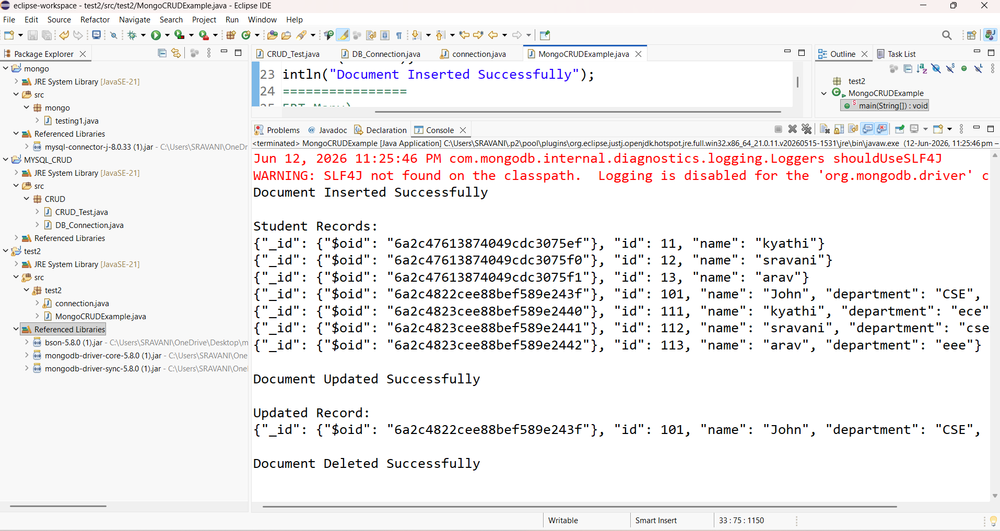 eclipse-workspace - test2/src/test2/MongoCRUDExample.java - Eclipse IDE
File Edit Source Refactor Navigate Search Project Run Window Help
Package Explorer
mongo
JRE System Library [JavaSE-21]
src
mongo
testing1.java
Referenced Libraries
mysql-connector-j-8.0.33 (1).jar - C:\Users\SRAVANI\OneDr
MYSQL_CRUD
JRE System Library [JavaSE-21]
src
CRUD
CRUD_Test.java
DB_Connection.java
Referenced Libraries
test2
JRE System Library [JavaSE-21]
src
test2
connection.java
MongoCRUDExample.java
Referenced Libraries
bson-5.8.0 (1).jar - C:\Users\SRAVANI\OneDrive\Desktop\m
mongodb-driver-core-5.8.0 (1).jar - C:\Users\SRAVANI\One
mongodb-driver-sync-5.8.0 (1).jar - C:\Users\SRAVANI\One
CRUD_Test.java DB_Connection.java connection.java MongoCRUDExample.java
23 intln("Document Inserted Successfully");
24 ================
Outline Task List
test2
MongoCRUDExample
main(String[]) : void
Problems Javadoc Declaration Console
<terminated> MongoCRUDExample [Java Application] C:\Users\SRAVANI\.p2\pool\plugins\org.eclipse.justj.openjdk.hotspot.jre.full.win32.x86_64_21.0.11.v20260515-1531\jre\bin\javaw.exe (12-Jun-2026, 11:25:46 pm –
Jun 12, 2026 11:25:46 PM com.mongodb.internal.diagnostics.logging.Loggers shouldUseSLF4J
WARNING: SLF4J not found on the classpath.  Logging is disabled for the 'org.mongodb.driver' c
Document Inserted Successfully
Student Records:
{"_id": {"$oid": "6a2c47613874049cdc3075ef"}, "id": 11, "name": "kyathi"}
{"_id": {"$oid": "6a2c47613874049cdc3075f0"}, "id": 12, "name": "sravani"}
{"_id": {"$oid": "6a2c47613874049cdc3075f1"}, "id": 13, "name": "arav"}
{"_id": {"$oid": "6a2c4822cee88bef589e243f"}, "id": 101, "name": "John", "department": "CSE",
{"_id": {"$oid": "6a2c4823cee88bef589e2440"}, "id": 111, "name": "kyathi", "department": "ece"
{"_id": {"$oid": "6a2c4823cee88bef589e2441"}, "id": 112, "name": "sravani", "department": "cse
{"_id": {"$oid": "6a2c4823cee88bef589e2442"}, "id": 113, "name": "arav", "department": "eee"}
Document Updated Successfully
Updated Record:
{"_id": {"$oid": "6a2c4822cee88bef589e243f"}, "id": 101, "name": "John", "department": "CSE",
Document Deleted Successfully
Writable Smart Insert 33 : 75 : 1150